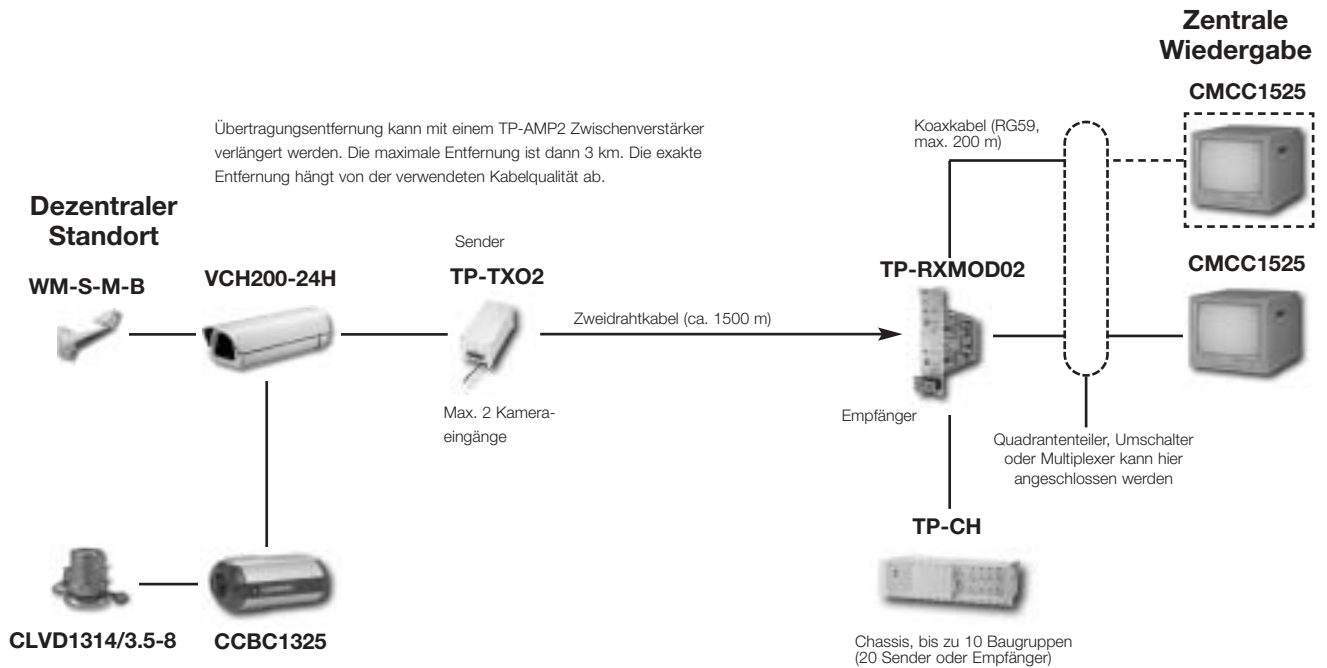 Zentrale
Wiedergabe
CMCC1525
Übertragungsentfernung kann mit einem TP-AMP2 Zwischenverstärker
verlängert werden. Die maximale Entfernung ist dann 3 km. Die exakte
Entfernung hängt von der verwendeten Kabelqualität ab.
Koaxkabel (RG59,
max. 200 m)
Dezentraler
Standort
Sender
WM-S-M-B
VCH200-24H
TP-TXO2
TP-RXMOD02
CMCC1525
Zweidrahtkabel (ca. 1500 m)
Max. 2 Kamera-
eingänge
Empfänger
Quadrantenteiler, Umschalter
oder Multiplexer kann hier
angeschlossen werden
TP-CH
CLVD1314/3.5-8
CCBC1325
Chassis, bis zu 10 Baugruppen
(20 Sender oder Empfänger)